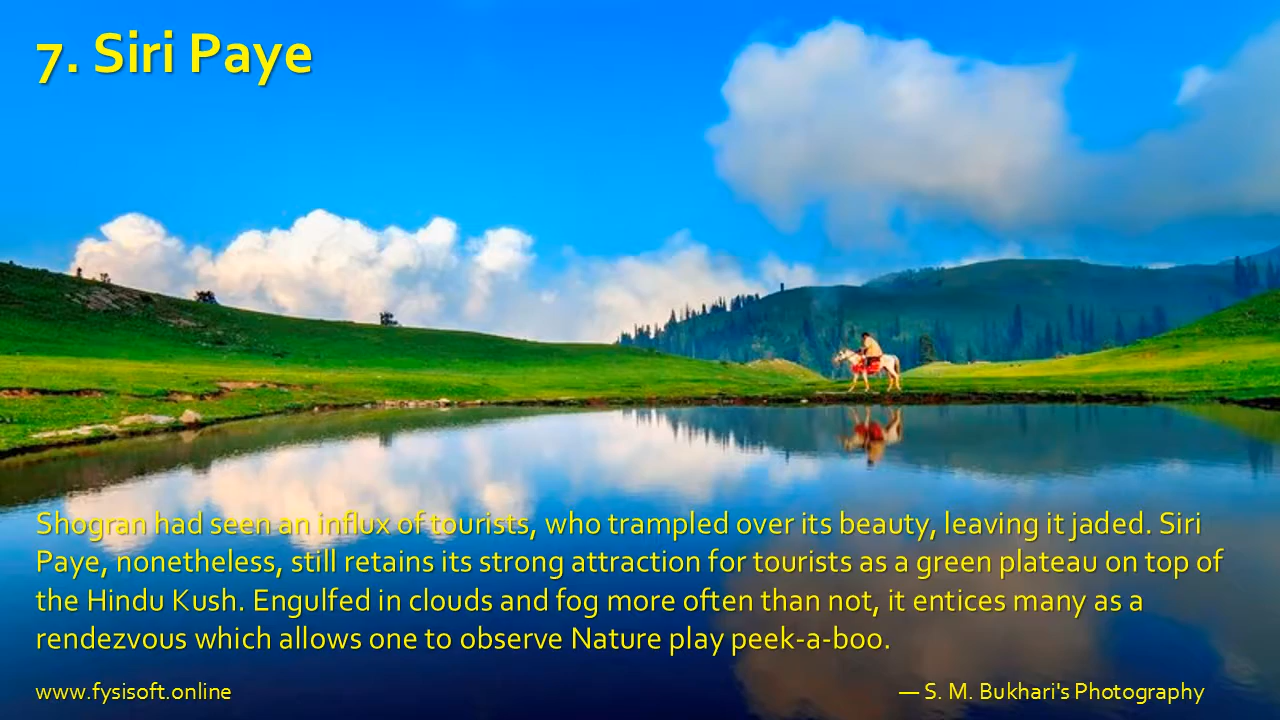 7. Siri Paye
Shogran had seen an influx of tourists, who trampled over its beauty, leaving it jaded. Siri
Paye, nonetheless, still retains its strong attraction for tourists as a green plateau on top of
the Hindu Kush. Engulfed in clouds and fog more often than not, it entices many as a
rendezvous which allows one to observe Nature play peek-a-boo.
www.fysisoft.online
— S. M. Bukhari's Photography